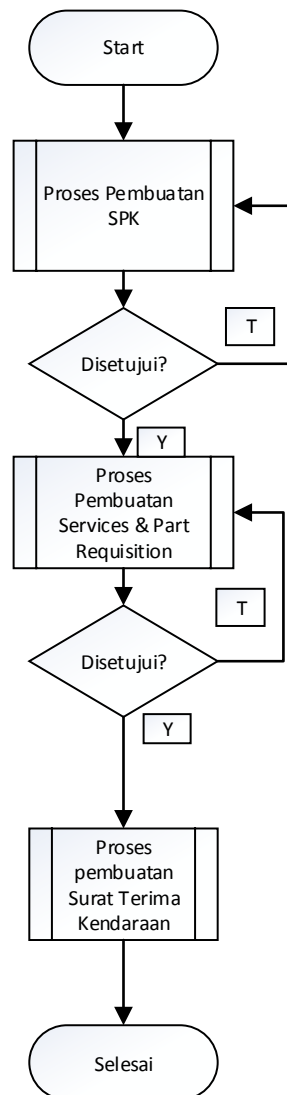 Start
Proses Pembuatan
SPK
T
Disetujui?
Y
Proses
Pembuatan
Services & Part
Requisition
T
Disetujui?
Y
Proses
pembuatan
Surat Terima
Kendaraan
Selesai